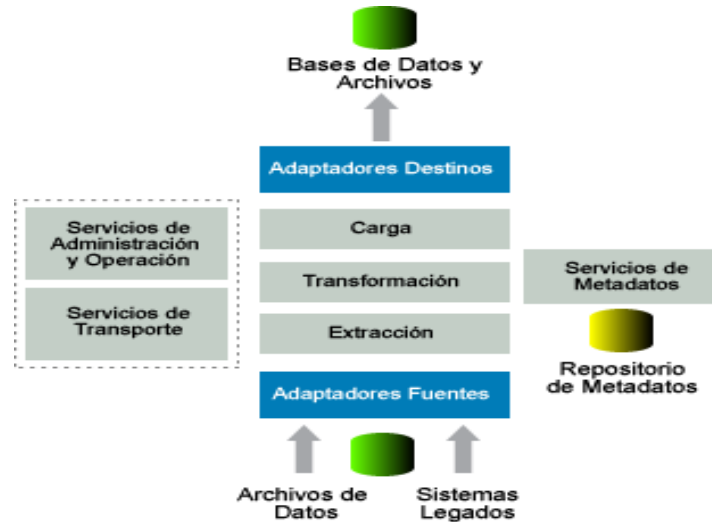 Bases de Datos y
Archivos
Adaptadores Destinos
Servicios de
Administración
y Operación
Carga
Transformación
Servicios de
Metadatos
Servicios de
Transporte
Extracción
Repositorio
de Metadatos
Adaptadores Fuentes
Archivos de
Datos
Sistemas
Legados